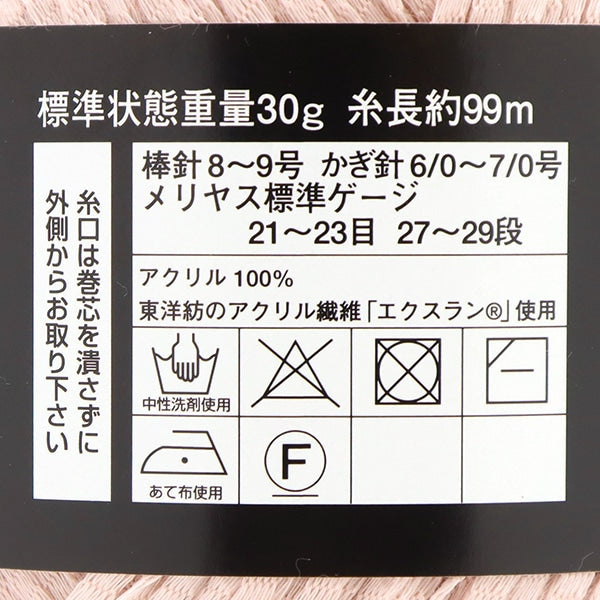 標準状態重量30g 糸長約99m
糸口は巻芯を潰さずに
外側からお取り下さい
棒針8〜9号 かぎ針6/0〜7/0号
メリヤス標準ゲージ
21〜23目 27〜29段
アクリル 100%
東洋紡のアクリル繊維「エクスラン®」使用
中性洗剤使用
あて布使用
F